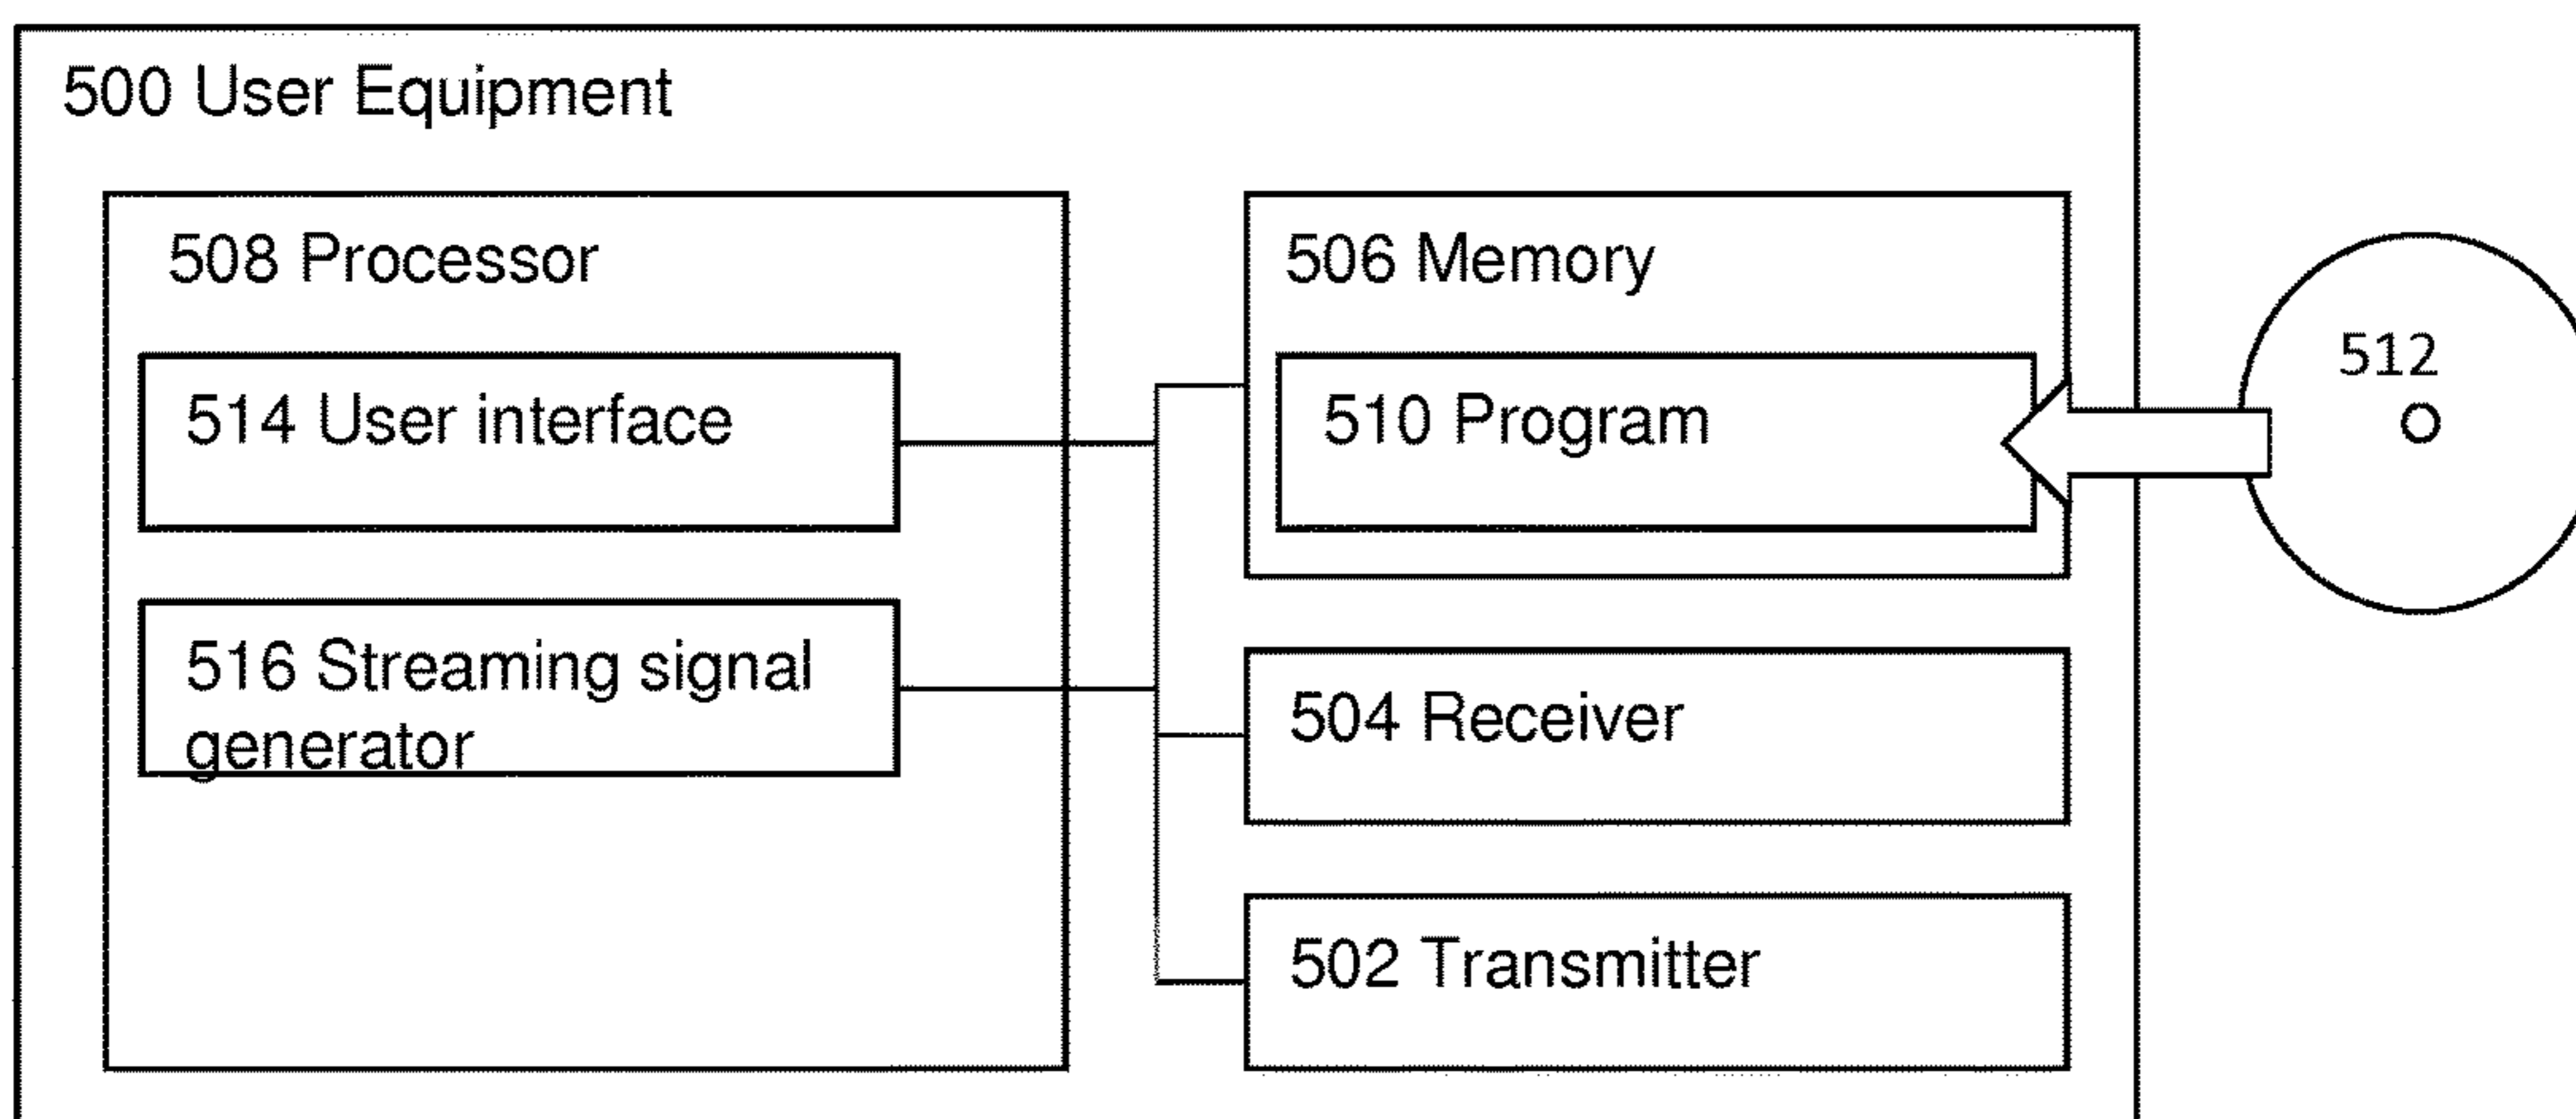 500 User Equipment
508 Processor
514 User interface
516 Streaming signal
generator
506 Memory
510 Program
504 Receiver
502 Transmitter
512